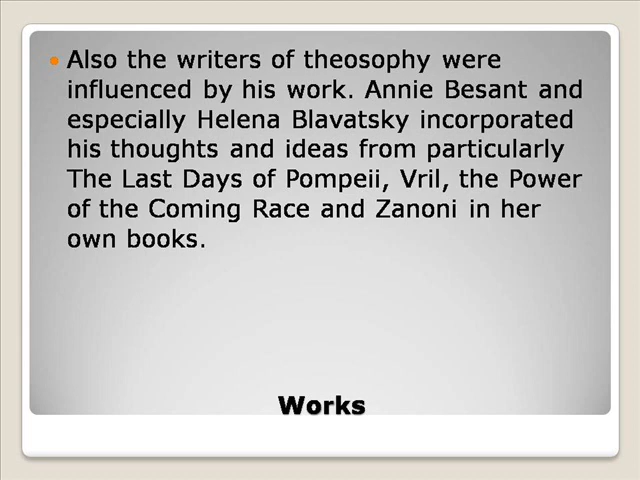 Also the writers of theosophy were
influenced by his work. Annie Besant and
especially Helena Blavatsky incorporated
his thoughts and ideas from particularly
The Last Days of Pompeii, Vril, the Power
of the Coming Race and Zanoni in her
own books.
Works